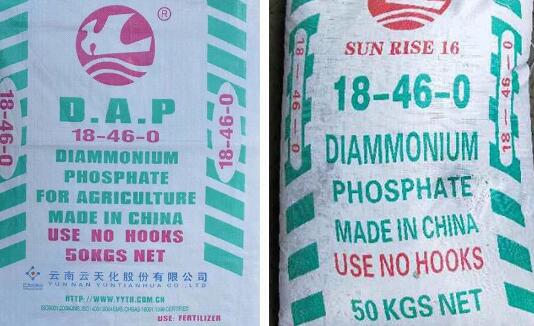 D.A.P
18-46-0
18-46-0
18-46-0
DIAMMONIUM
PHOSPHATE
FOR AGRICULTURE
MADE IN CHINA
USE NO HOOKS
50KGS NET
云南云天化股份有限公司
YUNNAN YUNTIANHUA CO.,LTD
HTTP://WWW.YYTH.COM.CN
USE: FERTILIZER
SUN RISE 16
18-46-0
18-46-0
18-46-0
DIAMMONIUM
PHOSPHATE
MADE IN CHINA
USE NO HOOKS
50 KGS NET